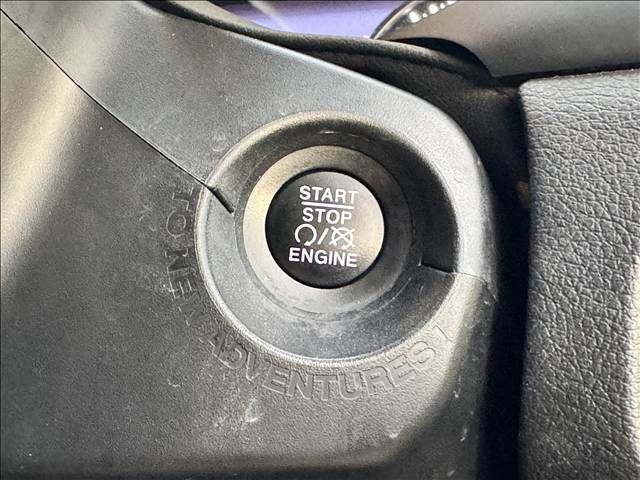 START
STOP
ENGINE
TO NEW ADVENTURES!